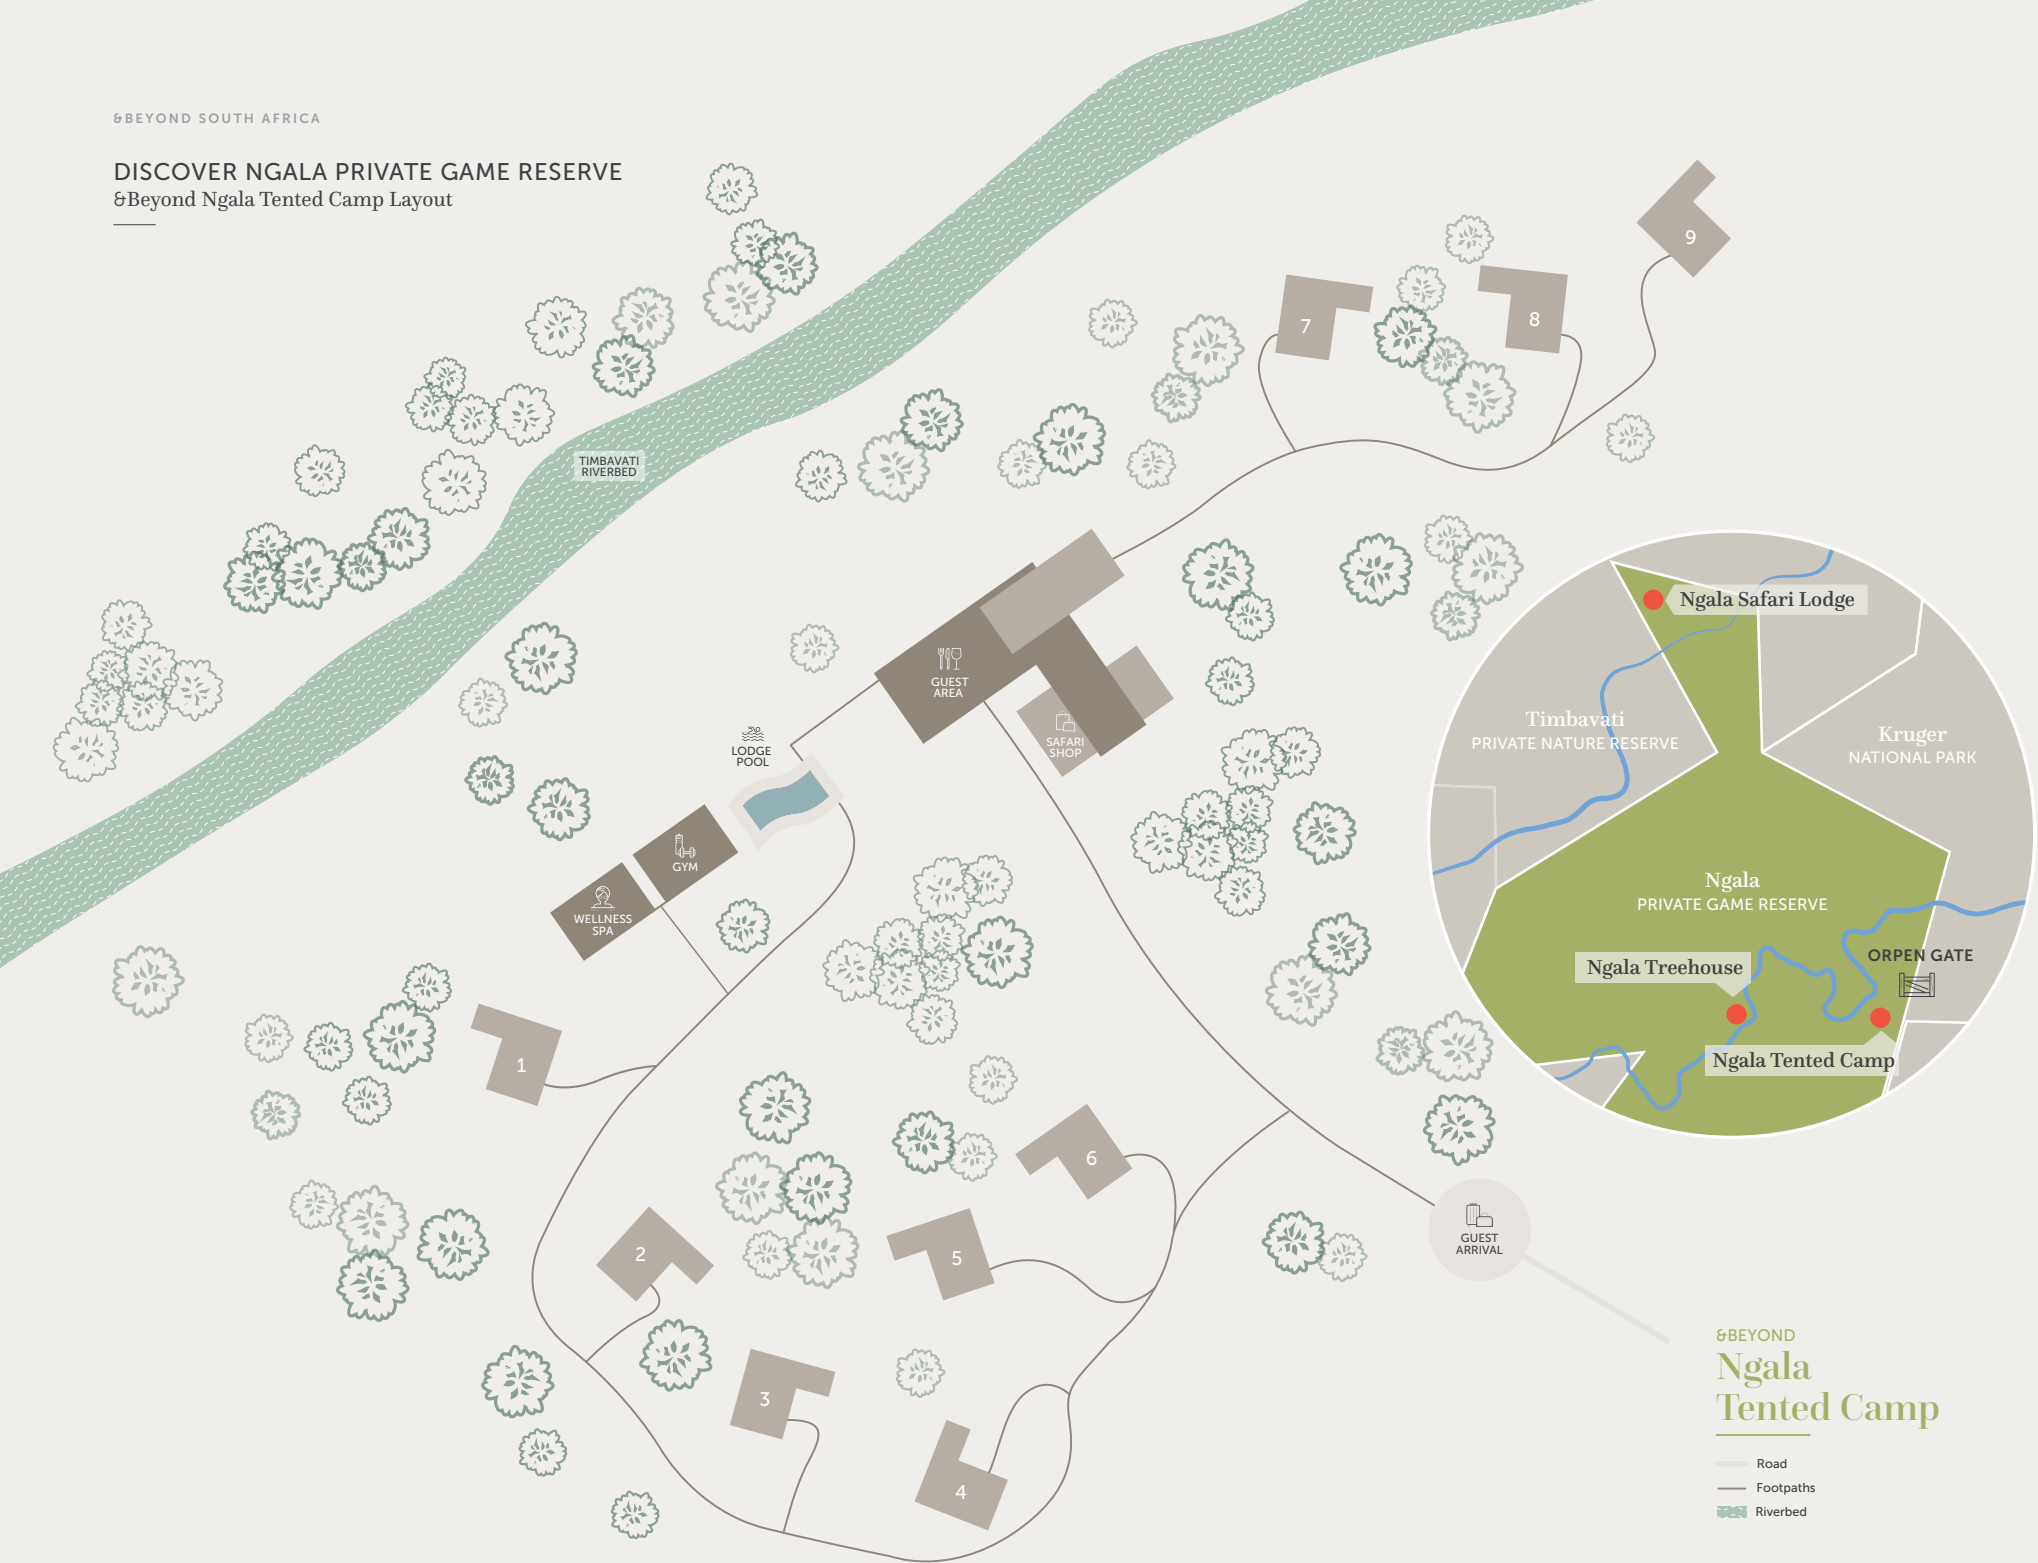 &BEYOND SOUTH AFRICA
DISCOVER NGALA PRIVATE GAME RESERVE
&Beyond Ngala Tented Camp Layout
TIMBAVATI
RIVERBED
9
7
8
GUEST
AREA
SAFARI
SHOP
LODGE
POOL
GYM
WELLNESS
SPA
1
2
3
4
5
6
GUEST
ARRIVAL
Ngala Safari Lodge
Timbavati
PRIVATE NATURE RESERVE
Kruger
NATIONAL PARK
Ngala
PRIVATE GAME RESERVE
ORPEN GATE
Ngala Treehouse
Ngala Tented Camp
&BEYOND
Ngala
Tented Camp
Road
Footpaths
Riverbed